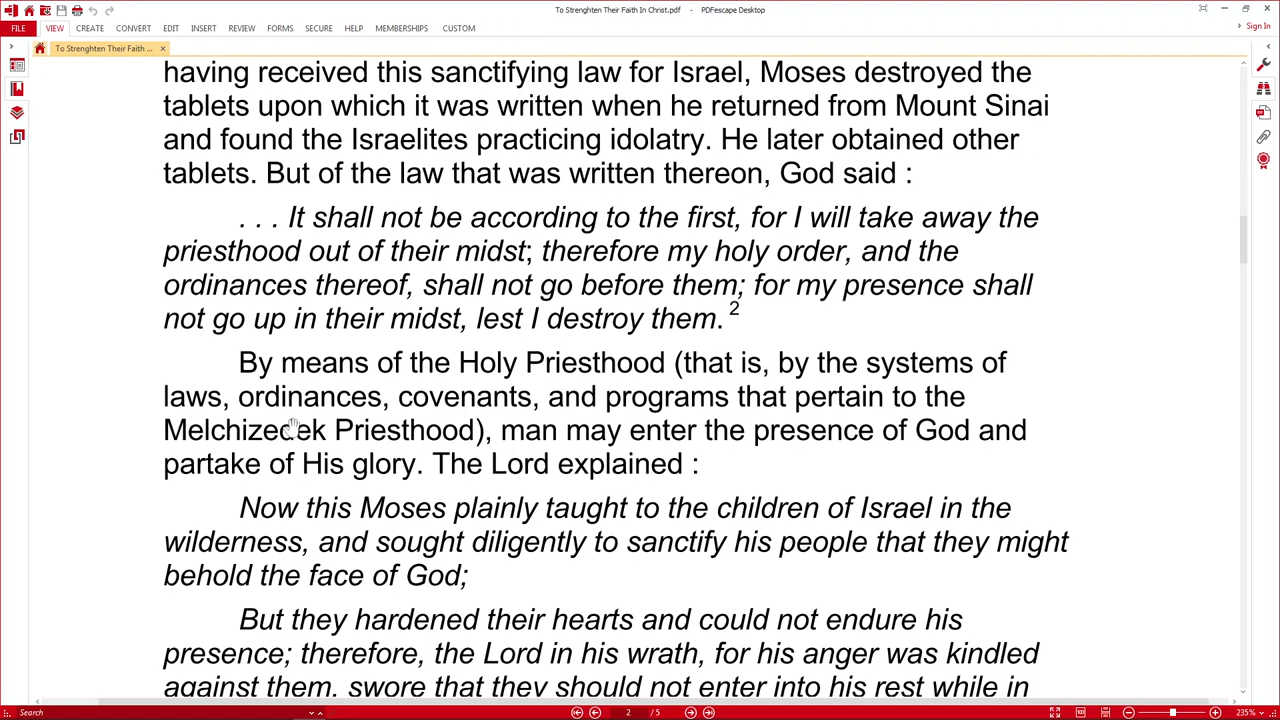 To Strenghten Their Faith In Christ.pdf - PDFescape Desktop
FILE VIEW CREATE CONVERT EDIT INSERT REVIEW FORMS SECURE HELP MEMBERSHIPS CUSTOM Sign In
To Strenghten Their Faith ...
having received this sanctifying law for Israel, Moses destroyed the
tablets upon which it was written when he returned from Mount Sinai
and found the Israelites practicing idolatry. He later obtained other
tablets. But of the law that was written thereon, God said :
. . . It shall not be according to the first, for I will take away the
priesthood out of their midst; therefore my holy order, and the
ordinances thereof, shall not go before them; for my presence shall
not go up in their midst, lest I destroy them. 2
By means of the Holy Priesthood (that is, by the systems of
laws, ordinances, covenants, and programs that pertain to the
Melchizedek Priesthood), man may enter the presence of God and
partake of His glory. The Lord explained :
Now this Moses plainly taught to the children of Israel in the
wilderness, and sought diligently to sanctify his people that they might
behold the face of God;
But they hardened their hearts and could not endure his
presence; therefore, the Lord in his wrath, for his anger was kindled
against them, swore that they should not enter into his rest while in
Search 2 / 5 235%